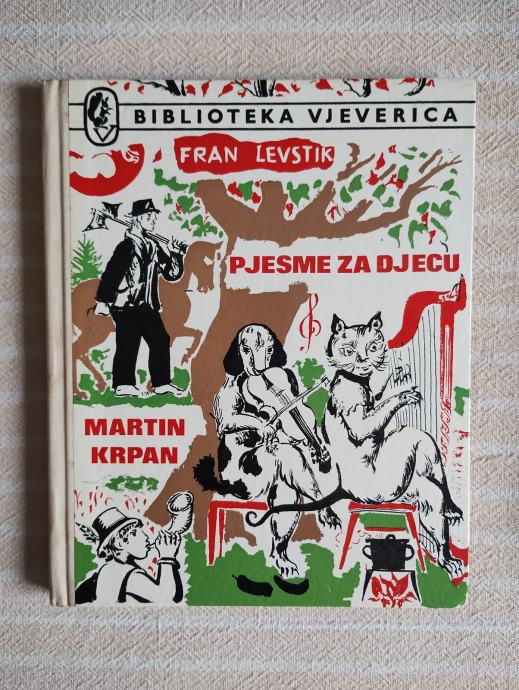 BIBLIOTEKA VJEVERICA
FRAN LEVSTIK
PJESME ZA DJECU
MARTIN
KRPAN